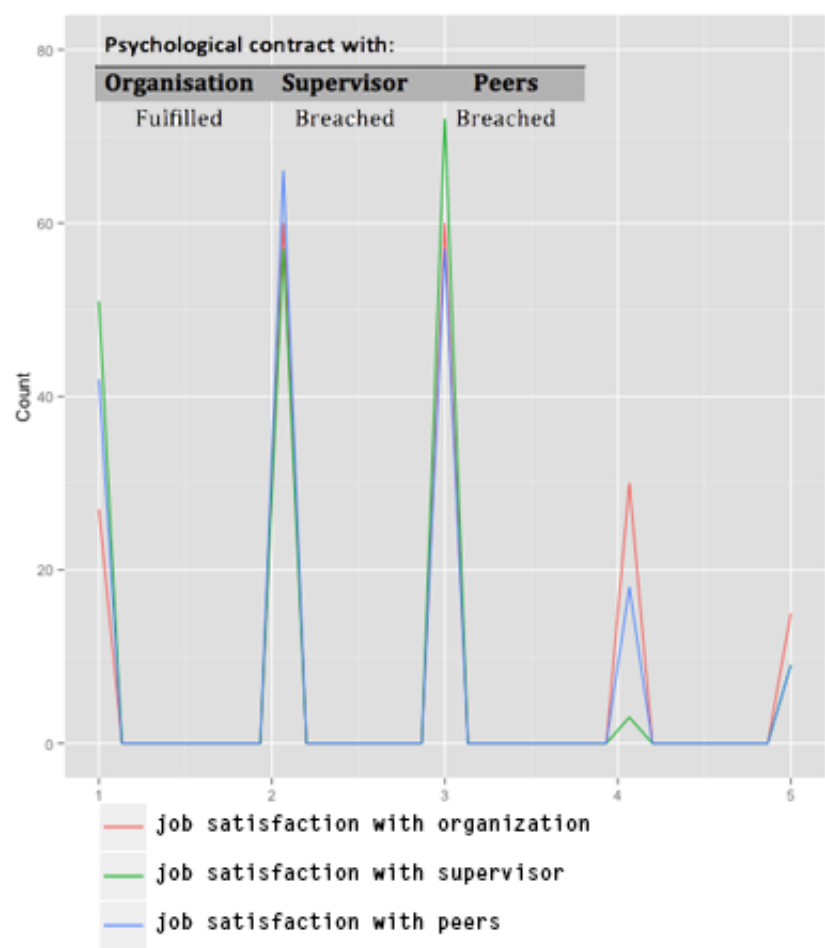 Psychological contract with:
Organisation Supervisor Peers
Fulfilled Breached Breached
80
60
40
20
0
Count
1 2 3 4 5
job satisfaction with organization
job satisfaction with supervisor
job satisfaction with peers